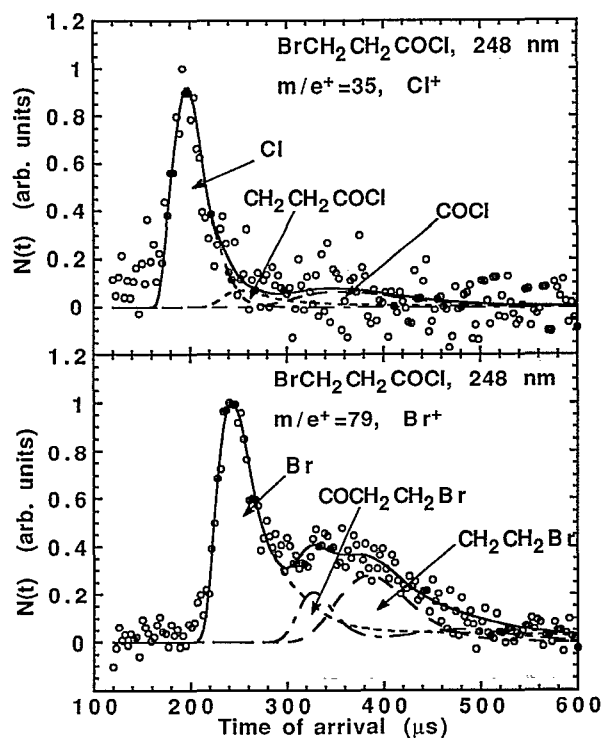 BrCH₂CH₂COCl, 248 nm
m/e⁺=35, Cl⁺
Cl
CH₂CH₂COCl
COCl
N(t) (arb. units)
1.2
1
0.8
0.6
0.4
0.2
0
BrCH₂CH₂COCl, 248 nm
m/e⁺=79, Br⁺
Br
COCH₂CH₂Br
CH₂CH₂Br
N(t) (arb. units)
1.2
1
0.8
0.6
0.4
0.2
0
100 200 300 400 500 600
Time of arrival (μs)